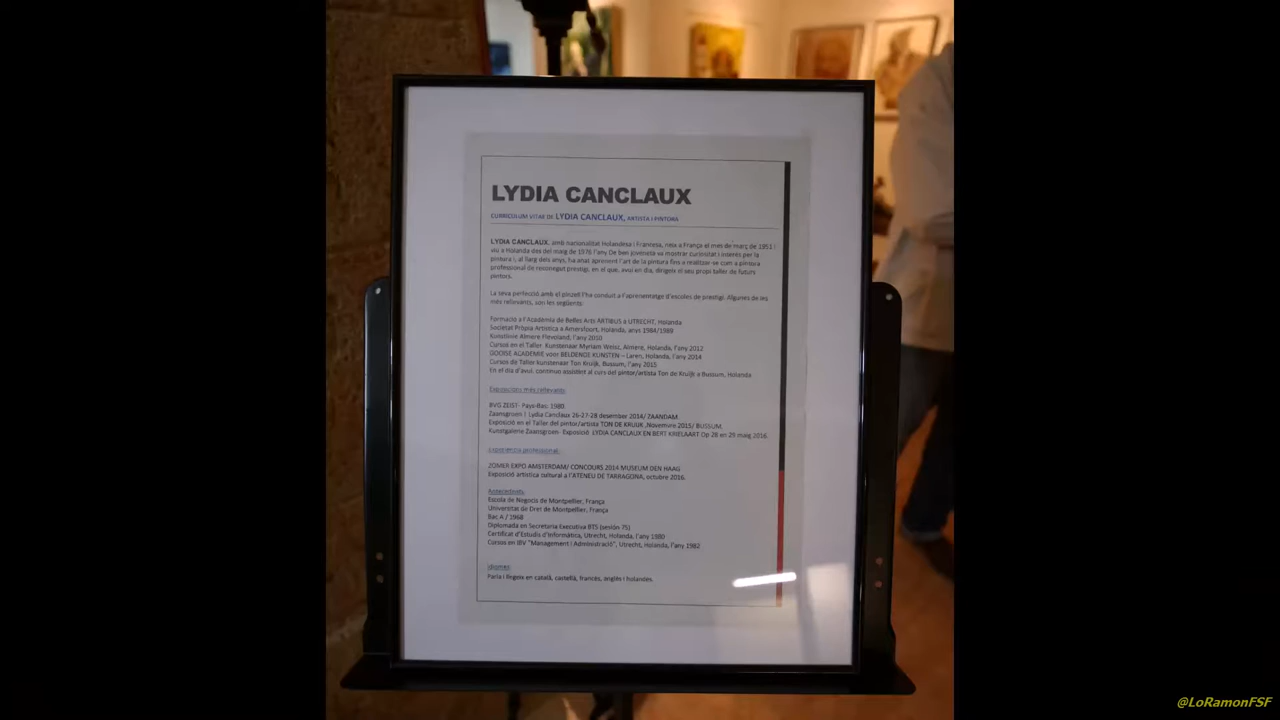 LYDIA CANCLAUX
CURRICULUM VITAE DE LYDIA CANCLAUX, ARTISTA I PINTORA
LYDIA CANCLAUX, amb nacionalitat Holandesa i Francesa, neix a França el mes de març de 1951 i
viu a Holanda des del maig de 1976 l'any De ben joveneta va mostrar curiositat i interès per la
pintura i, al llarg dels anys, ha anat aprenent l'art de la pintura fins a realitzar-se com a pintora
professional de reconegut prestigi, en el que, avui en dia, dirigeix el seu propi taller de futurs
pintors.
La seva perfecció amb el pinzell l'ha conduit a l'aprenentatge d'escoles de prestigi. Algunes de les
més rellevants, son les següents:
Formació a l'Acadèmia de Belles Arts ARTIBUS a UTRECHT, Holanda
Societat Pròpia Artística a Amersfoort, Holanda, anys 1984/1989
Kunstlinie Almere Flevoland, l'any 2010
Cursos en el Taller Kunstenaar Myriam Weisz, Almere, Holanda, l'any 2012
GOOISE ACADEMIE voor BELDENDE KUNSTEN – Laren, Holanda, l'any 2014
Cursos de Taller kunstenaar Ton Kruijk, Bussum, l'any 2015
En el dia d'avui, continuo assistint al curs del pintor/artista Ton de Kruijk a Bussum, Holanda
Exposicions més rellevants:
BVG ZEIST- Pays-Bas: 1980
Zaansgroen | Lydia Canclaux 26-27-28 desember 2014/ ZAANDAM.
Exposició en el Taller del pintor/artista TON DE KRUIJK ,Novembre 2015/ BUSSUM.
Kunstgalerie Zaansgroen- Exposició LYDIA CANCLAUX EN BERT KRIELAART Op 28 en 29 maig 2016.
Experiència professional:
ZOMER EXPO AMSTERDAM/ CONCOURS 2014 MUSEUM DEN HAAG
Exposició artística cultural a l'ATENEU DE TARRAGONA, octubre 2016.
Antecedents:
Escola de Negocis de Montpellier, França
Universitat de Dret de Montpellier, França
Bac A / 1968
Diplomada en Secretaria Executiva BTS (sesión 75)
Certificat d'Estudis d'Informàtica, Utrecht, Holanda, l'any 1980
Cursos en IBV "Management i Administració", Utrecht, Holanda, l'any 1982
Idiomes:
Parla i llegeix en català, castellà, francès, anglès i holandès.
@LoRamonFSF